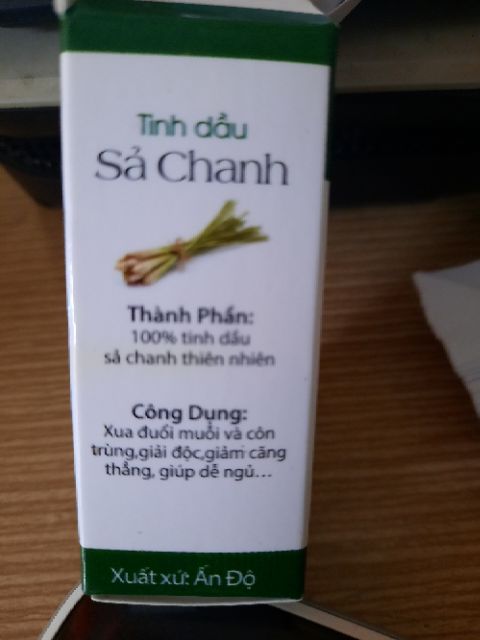 Tinh dầu
Sả Chanh
Thành Phần:
100% tinh dầu
sả chanh thiên nhiên
Công Dụng:
Xua đuổi muỗi và côn
trùng,giải độc,giảm căng
thẳng, giúp dễ ngủ...
Xuất xứ: Ấn Độ